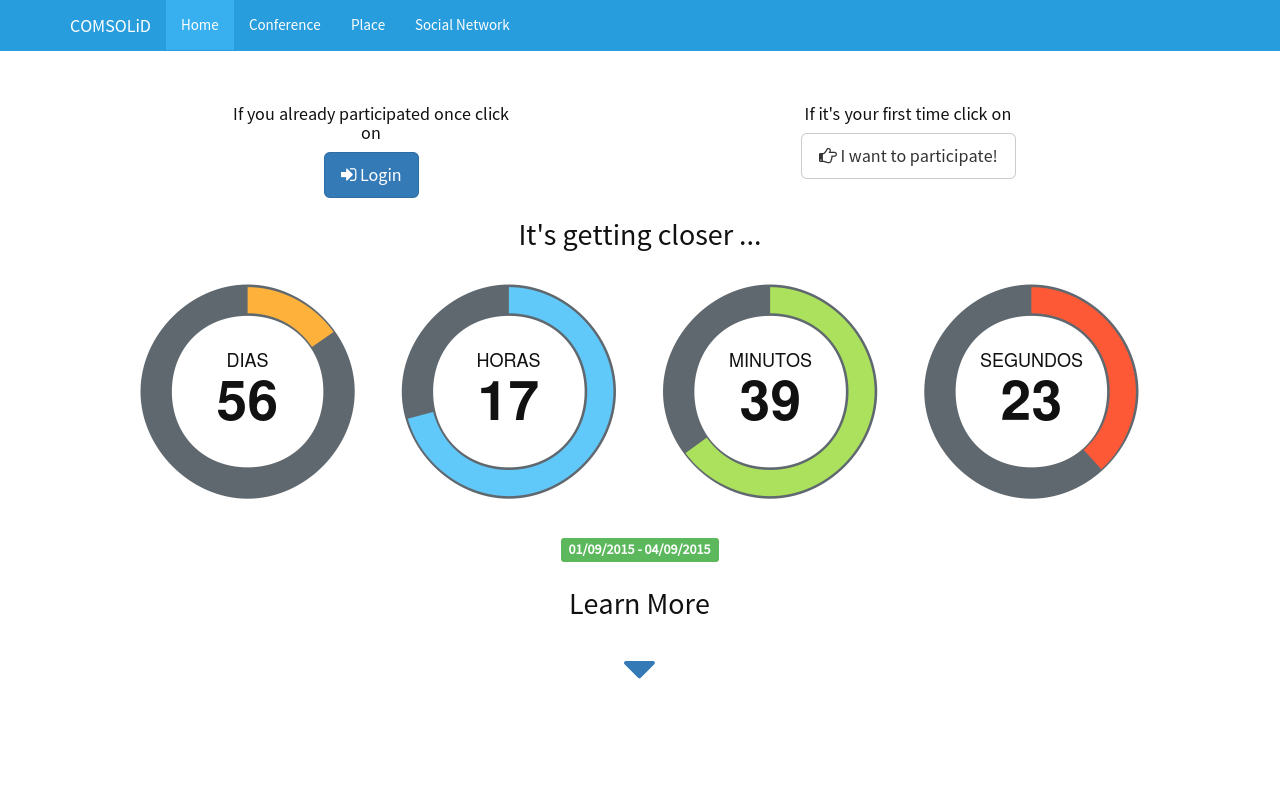 COMSOLiD Home Conference Place Social Network
If you already participated once click
on
Login
If it's your first time click on
I want to participate!
It's getting closer ...
DIAS
56
HORAS
17
MINUTOS
39
SEGUNDOS
23
01/09/2015 - 04/09/2015
Learn More